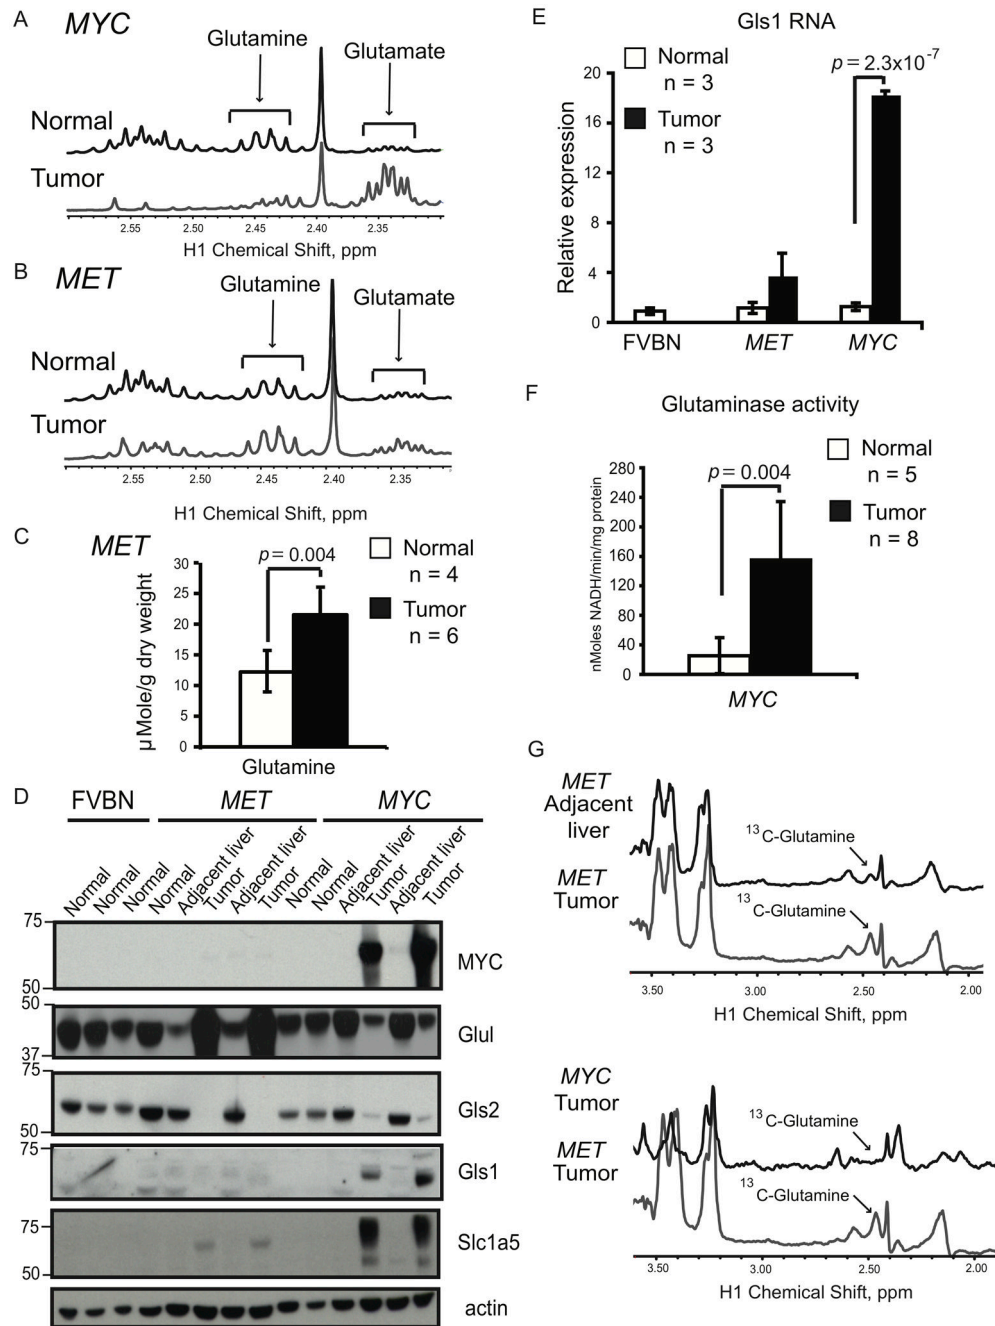 A
MYC
Glutamine
Glutamate
Normal
Tumor
2.55
2.50
2.45
2.40
2.35
H1 Chemical Shift, ppm
B
MET
Glutamine
Glutamate
Normal
Tumor
2.55
2.50
2.45
2.40
2.35
H1 Chemical Shift, ppm
C
MET
p = 0.004
Normal
n = 4
Tumor
n = 6
µMole/g dry weight
30
25
20
15
10
5
0
Glutamine
D
FVBN
MET
MYC
Normal
Normal
Normal
Normal
Adjacent liver
Tumor
Adjacent liver
Tumor
Normal
Normal
Adjacent liver
Tumor
Adjacent liver
Tumor
75
50
MYC
50
37
Glul
75
50
Gls2
75
Gls1
75
50
Slc1a5
actin
E
Gls1 RNA
Normal
n = 3
Tumor
n = 3
p = 2.3x10-7
Relative expression
20
16
12
8
4
0
FVBN
MET
MYC
F
Glutaminase activity
p = 0.004
Normal
n = 5
Tumor
n = 8
nMoles NADH/min/mg protein
280
240
200
160
120
80
40
0
MYC
G
MET
Adjacent
liver
13C-Glutamine
MET
Tumor
13C-Glutamine
3.50
3.00
2.50
2.00
H1 Chemical Shift, ppm
MYC
Tumor
13C-Glutamine
MET
Tumor
13C-Glutamine
3.50
3.00
2.50
2.00
H1 Chemical Shift, ppm